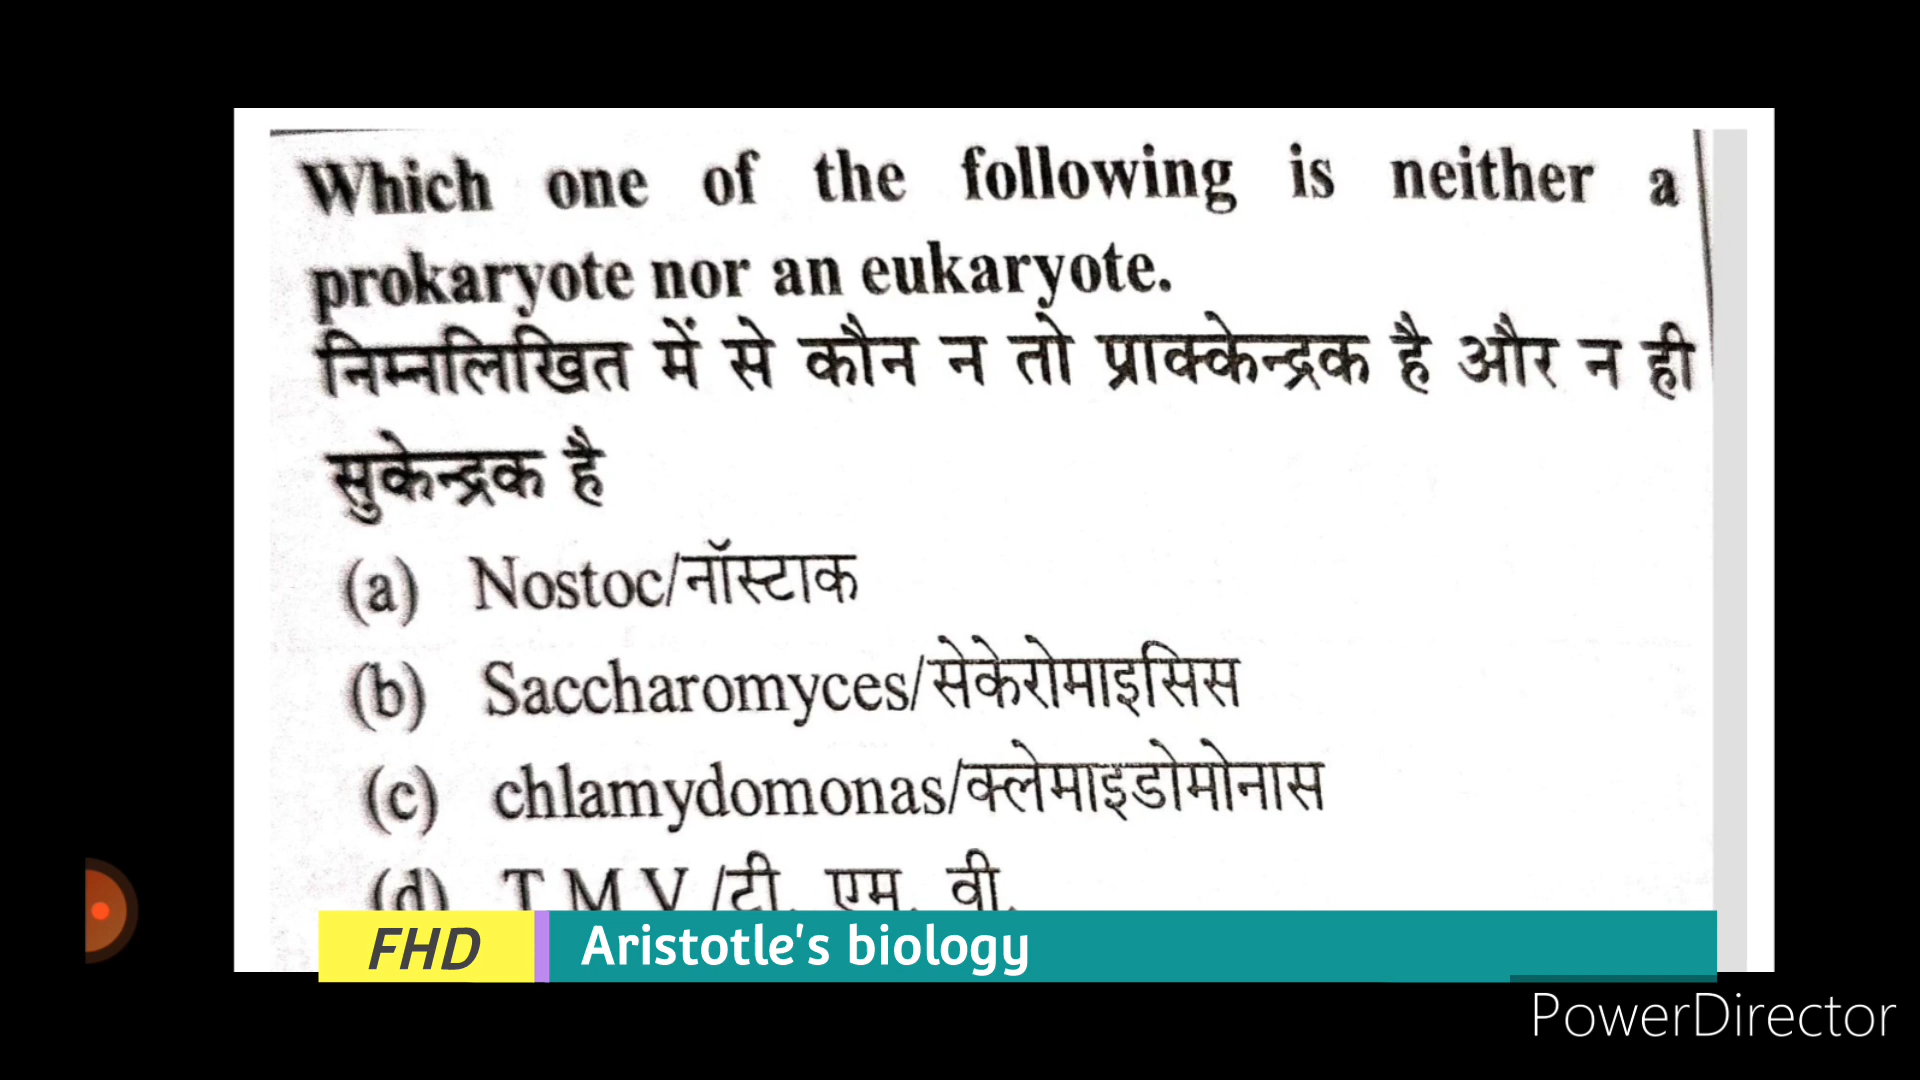 Which one of the following is neither a
prokaryote nor an eukaryote.
निम्नलिखित में से कौन न तो प्राक्केन्द्रक है और न ही
सुकेन्द्रक है
(a) Nostoc/नॉस्टाक
(b) Saccharomyces/सेकेरोमाइसिस
(c) chlamydomonas/क्लेमाइडोमोनास
(d) T M V /टी. एम. वी.
FHD Aristotle's biology
PowerDirector